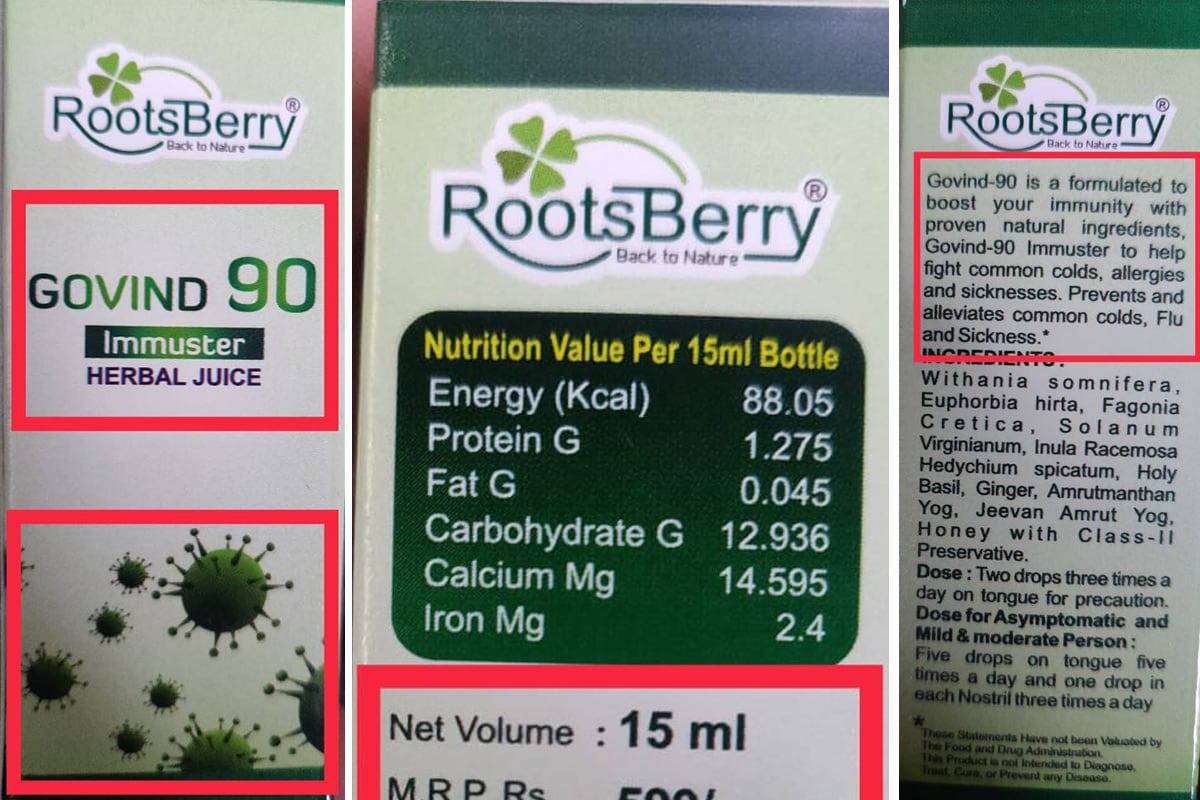 RootsBerry®
Back to Nature
GOVIND 90
Immuster
HERBAL JUICE
RootsBerry®
Back to Nature
Nutrition Value Per 15ml Bottle
Energy (Kcal) 88.05
Protein G 1.275
Fat G 0.045
Carbohydrate G 12.936
Calcium Mg 14.595
Iron Mg 2.4
Net Volume : 15 ml
M.R.P. Rs.
RootsBerry®
Back to Nature
Govind-90 is a formulated to
boost your immunity with
proven natural ingredients,
Govind-90 Immuster to help
fight common colds, allergies
and sicknesses. Prevents and
alleviates common colds, Flu
and Sickness.*
INGREDIENTS :
Withania somnifera,
Euphorbia hirta, Fagonia
Cretica, Solanum
Virginianum, Inula Racemosa
Hedychium spicatum, Holy
Basil, Ginger, Amrutmanthan
Yog, Jeevan Amrut Yog,
Honey with Class-II
Preservative.
Dose : Two drops three times a
day on tongue for precaution.
Dose for Asymptomatic and
Mild & moderate Person :
Five drops on tongue five
times a day and one drop in
each Nostril three times a day
*These Statements Have not been Valuated by
The Food and Drug Administration.
This Product is not Intended to Diagnose,
Treat, Cure, or Prevent any Disease.